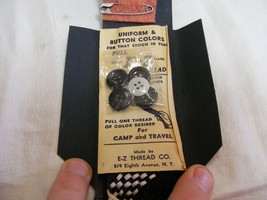 UNIFORM &
BUTTON COLORS
FOR THAT STITCH IN TIME
PULL
PULL ONE THREAD
OF COLOR DESIRED
For
CAMP and TRAVEL
Made by
E-Z THREAD CO.
519 Eighth Avenue, N. Y.